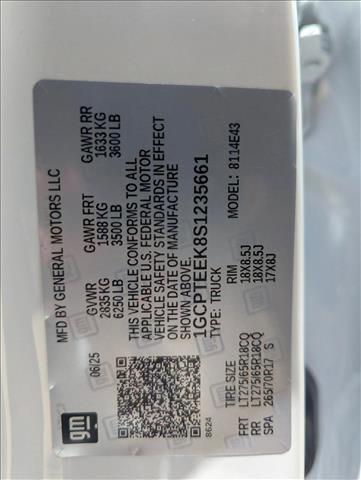 MFD BY GENERAL MOTORS LLC
06/25
GVWR
2835 KG
6250 LB
GAWR FRT
1588 KG
3500 LB
GAWR RR
1633 KG
3600 LB
THIS VEHICLE CONFORMS TO ALL
APPLICABLE U.S. FEDERAL MOTOR
VEHICLE SAFETY STANDARDS IN EFFECT
ON THE DATE OF MANUFACTURE
SHOWN ABOVE.
1GCPTEEK8S1235661
TYPE: TRUCK
MODEL: 8114E43
gm
8624
TIRE SIZE RIM
FRT LT275/65R18CQ 18X8.5J
RR LT275/65R18CQ 18X8.5J
SPA 265/70R17 S 17X8J